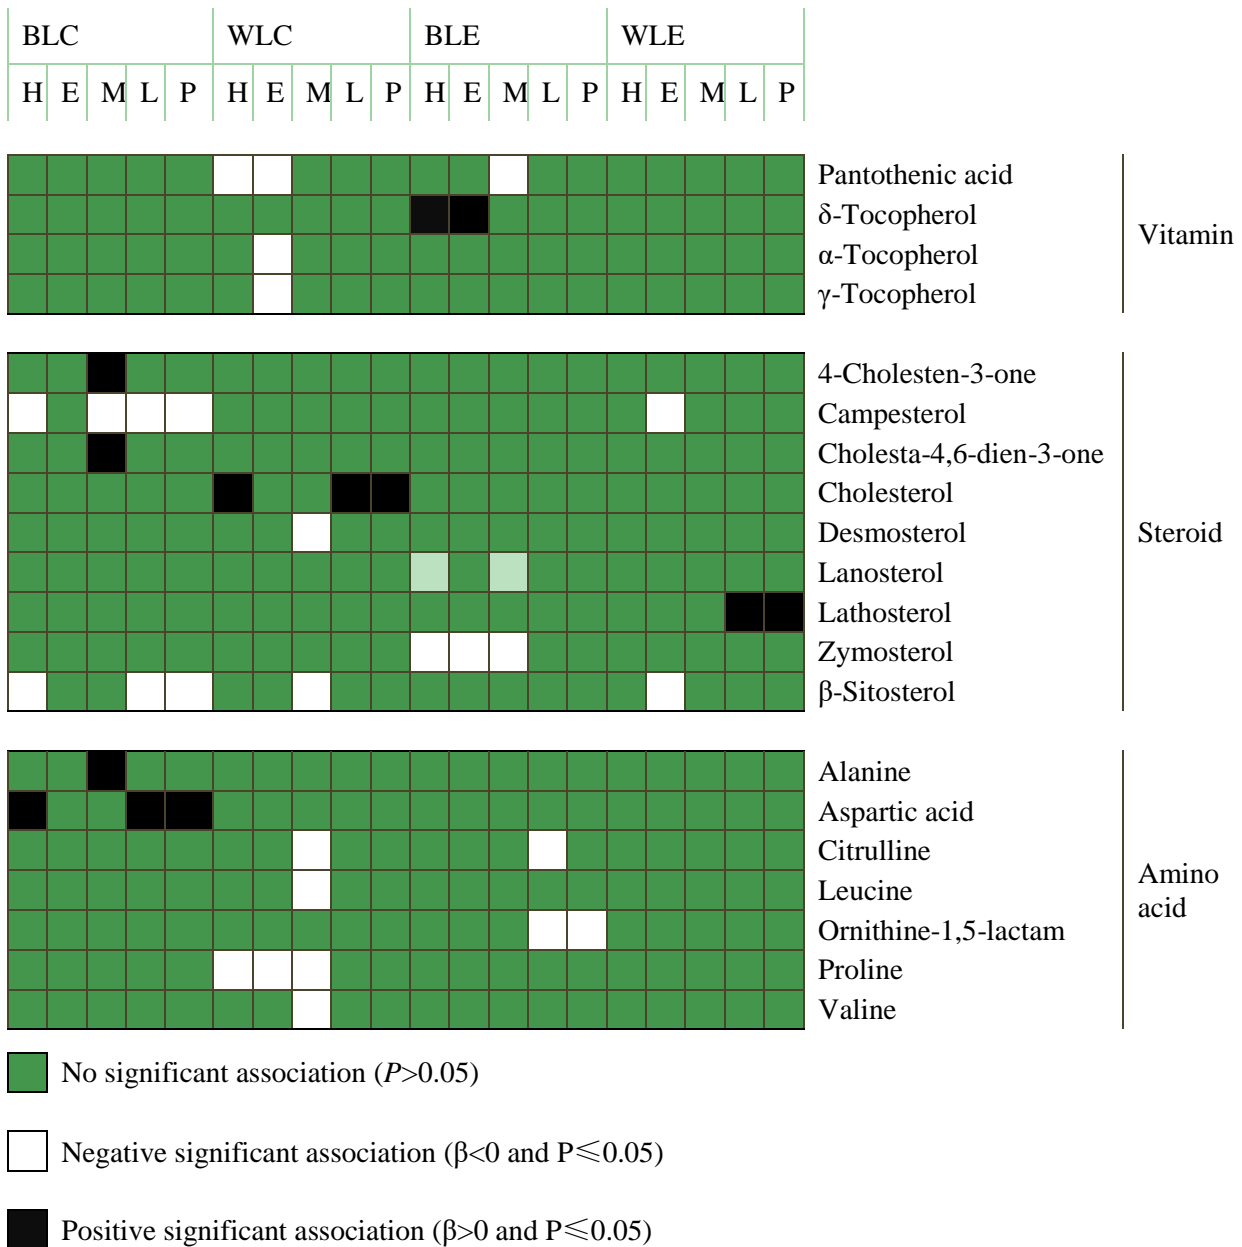 BLC WLC BLE WLE
H E M L P H E M L P H E M L P H E M L P
Pantothenic acid
δ-Tocopherol
α-Tocopherol
γ-Tocopherol
Vitamin
4-Cholesten-3-one
Campesterol
Cholesta-4,6-dien-3-one
Cholesterol
Desmosterol
Lanosterol
Lathosterol
Zymosterol
β-Sitosterol
Steroid
Alanine
Aspartic acid
Citrulline
Leucine
Ornithine-1,5-lactam
Proline
Valine
Amino
acid
No significant association (P>0.05)
Negative significant association (β<0 and P≤0.05)
Positive significant association (β>0 and P≤0.05)